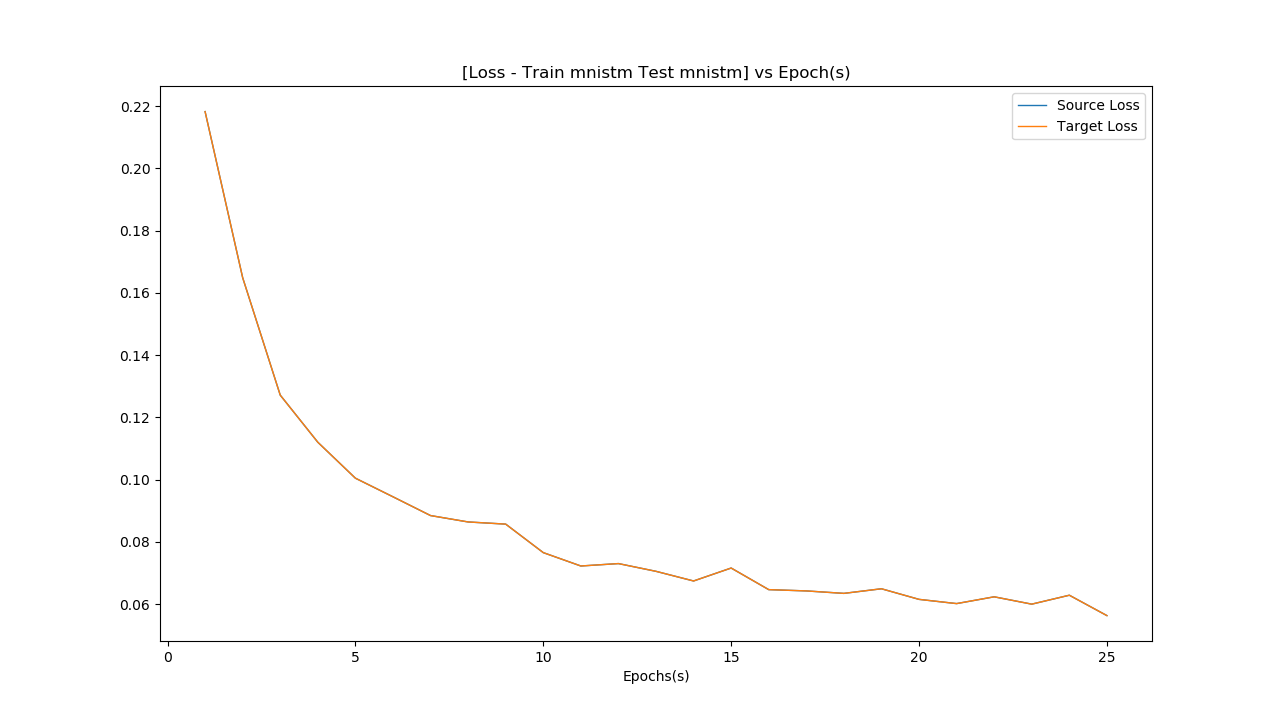 [Loss - Train mnistm Test mnistm] vs Epoch(s)
Source Loss
Target Loss
0.22
0.20
0.18
0.16
0.14
0.12
0.10
0.08
0.06
0 5 10 15 20 25
Epochs(s)